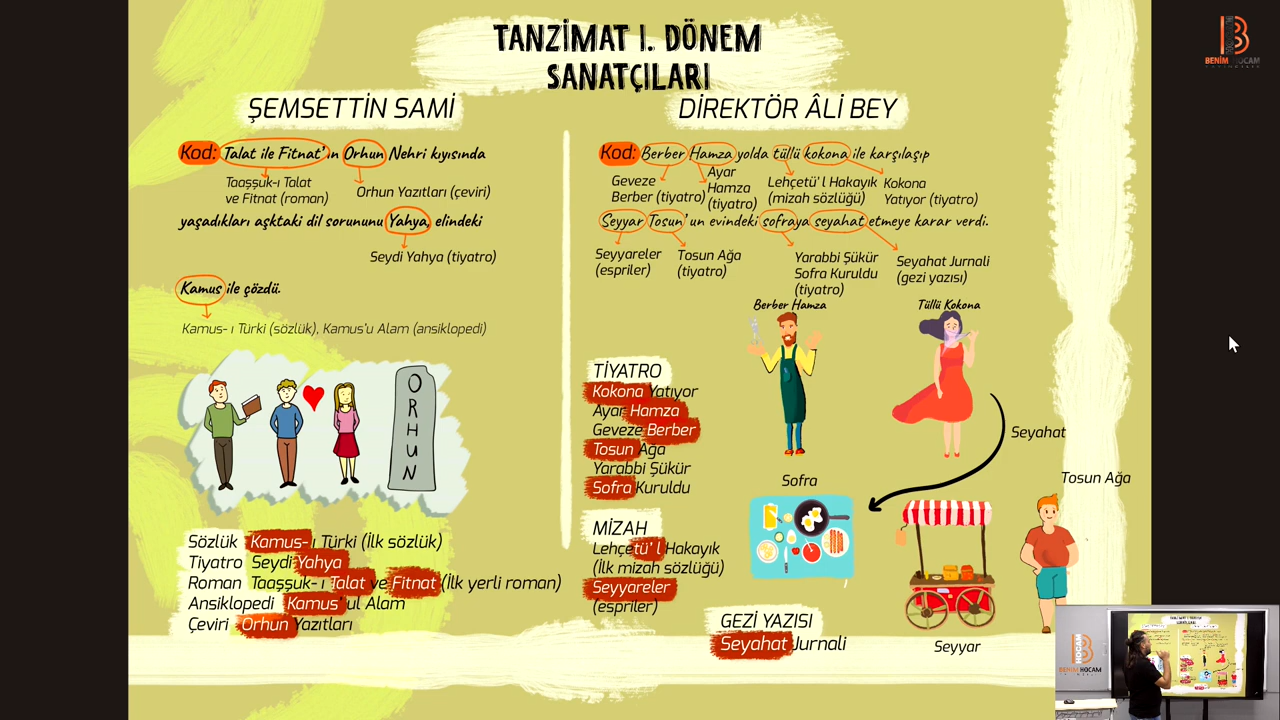 TANZİMAT I. DÖNEM
SANATÇILARI
ŞEMSETTİN SAMİ
Kod: Talat ile Fitnat'ın Orhun Nehri kıyısında
Taaşşuk-ı Talat
ve Fitnat (roman)
Orhun Yazıtları (çeviri)
yaşadıkları aşktaki dil sorununu Yahya, elindeki
Seydi Yahya (tiyatro)
Kamus ile çözdü.
Kamus- ı Türki (sözlük), Kamus'u Alam (ansiklopedi)
ORHUN
Sözlük Kamus-ı Türki (İlk sözlük)
Tiyatro Seydi Yahya
Roman Taaşşuk- ı Talat ve Fitnat (İlk yerli roman)
Ansiklopedi Kamus' ul Alam
Çeviri Orhun Yazıtları
DİREKTÖR ÂLİ BEY
Kod: Berber Hamza yolda tüllü kokona ile karşılaşıp
Geveze
Berber (tiyatro)
Ayar
Hamza
(tiyatro)
Lehçetü' l Hakayık
(mizah sözlüğü)
Kokona
Yatıyor (tiyatro)
Seyyar Tosun'un evindeki sofraya seyahat etmeye karar verdi.
Seyyareler
(espriler)
Tosun Ağa
(tiyatro)
Yarabbi Şükür
Sofra Kuruldu
(tiyatro)
Seyahat Jurnali
(gezi yazısı)
Berber Hamza
Tüllü Kokona
TİYATRO
Kokona Yatıyor
Ayar Hamza
Geveze Berber
Tosun Ağa
Yarabbi Şükür
Sofra Kuruldu
MİZAH
Lehçetü' l Hakayık
(İlk mizah sözlüğü)
Seyyareler
(espriler)
GEZİ YAZISI
Seyahat Jurnali
Sofra
Seyahat
Tosun Ağa
Seyyar
BENİM HOCAM
BENİM HOCAM